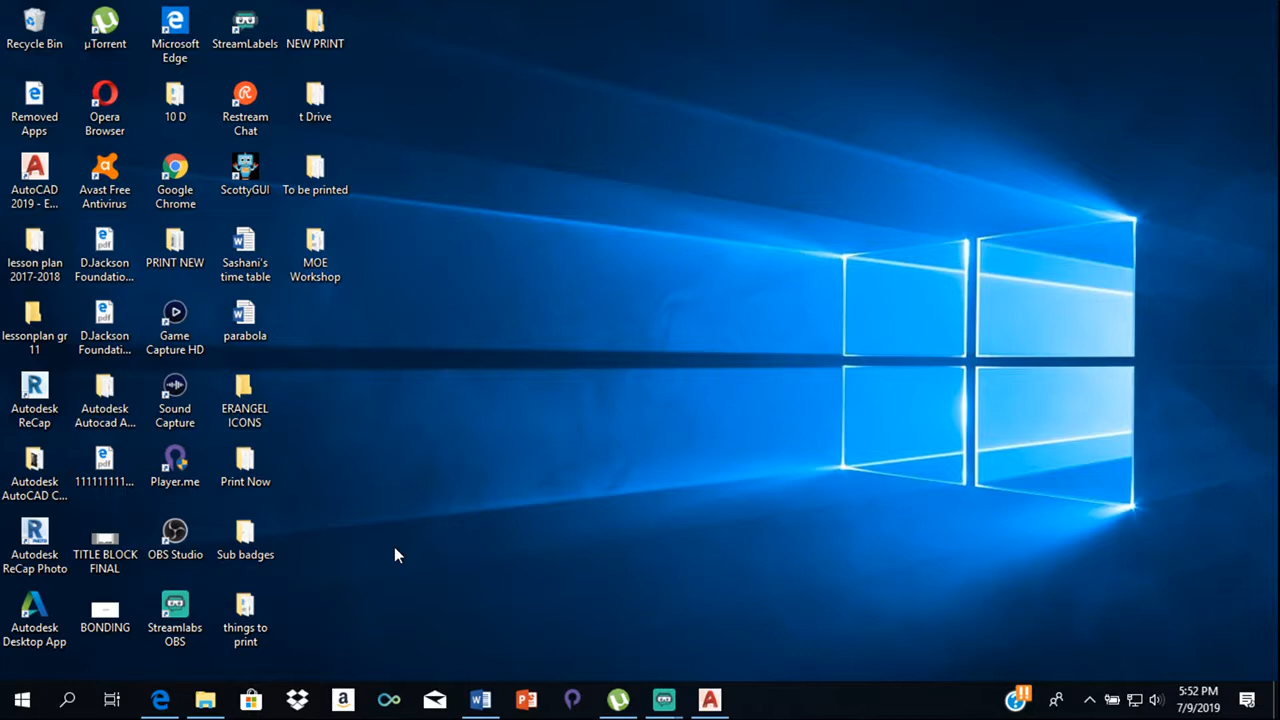 Recycle Bin
µTorrent
Microsoft
Edge
StreamLabels
NEW PRINT
Removed
Apps
Opera
Browser
10 D
Restream
Chat
t Drive
AutoCAD
2019 - E...
Avast Free
Antivirus
Google
Chrome
ScottyGUI
To be printed
lesson plan
2017-2018
pdf
D.Jackson
Foundatio...
PRINT NEW
Sashani's
time table
MOE
Workshop
lessonplan gr
11
pdf
D.Jackson
Foundati...
Game
Capture HD
parabola
Autodesk
ReCap
Autodesk
Autocad A...
Sound
Capture
ERANGEL
ICONS
Autodesk
AutoCAD C...
pdf
111111111...
Player.me
Print Now
Autodesk
ReCap Photo
TITLE BLOCK
FINAL
OBS Studio
Sub badges
Autodesk
Desktop App
BONDING
Streamlabs
OBS
things to
print
5:52 PM
7/9/2019